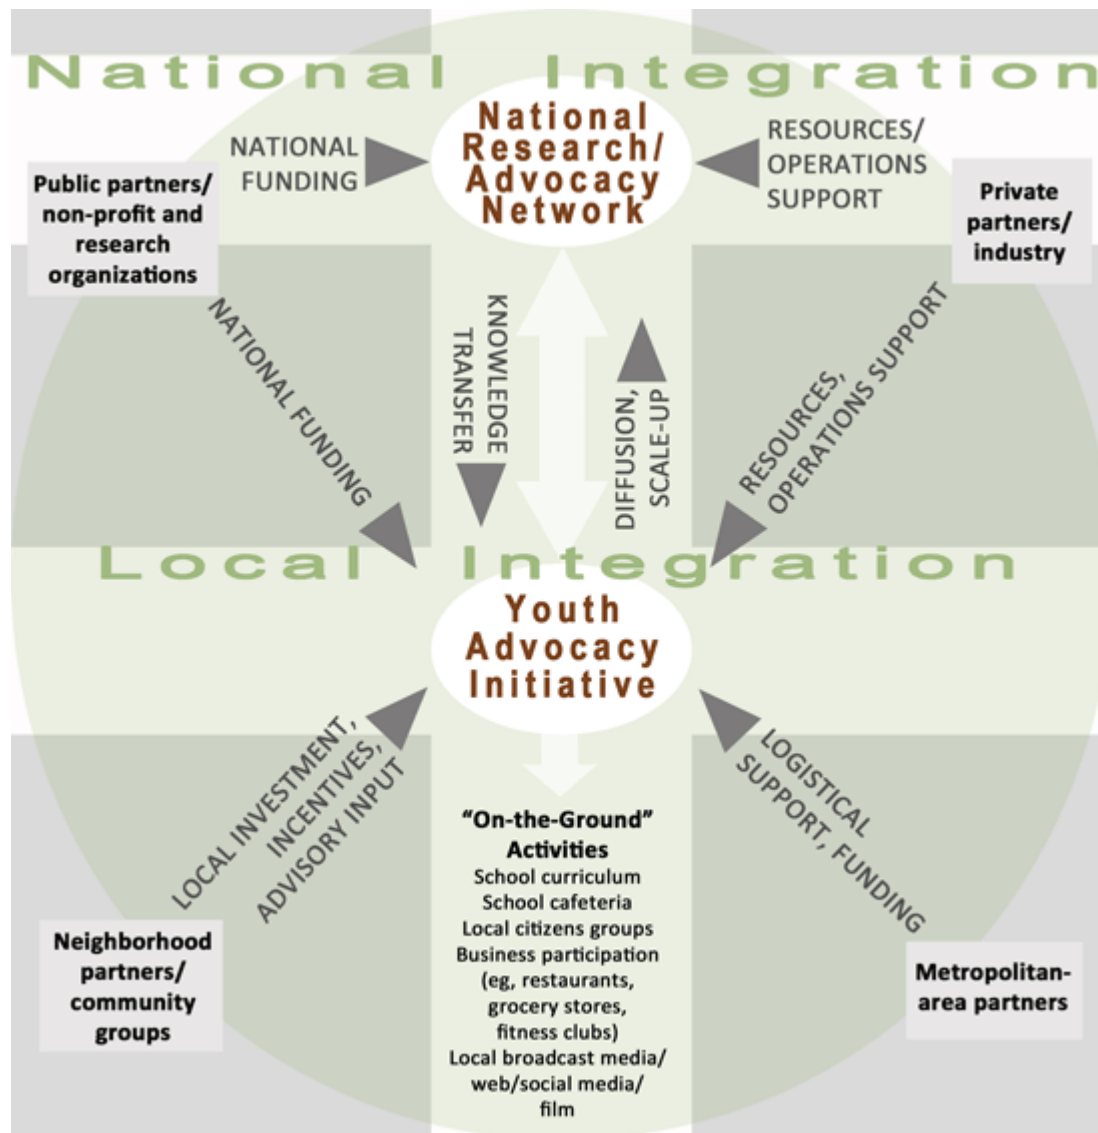 National Integration
National
Research/
Advocacy
Network
NATIONAL
FUNDING
RESOURCES/
OPERATIONS
SUPPORT
Public partners/
non-profit and
research
organizations
Private
partners/
industry
NATIONAL FUNDING
KNOWLEDGE
TRANSFER
DIFFUSION,
SCALE-UP
RESOURCES,
OPERATIONS SUPPORT
Local Integration
Youth
Advocacy
Initiative
LOCAL INVESTMENT,
INCENTIVES,
ADVISORY INPUT
LOGISTICAL
SUPPORT, FUNDING
Neighborhood
partners/
community
groups
“On-the-Ground”
Activities
School curriculum
School cafeteria
Local citizens groups
Business participation
(eg, restaurants,
grocery stores,
fitness clubs)
Local broadcast media/
web/social media/
film
Metropolitan-
area partners